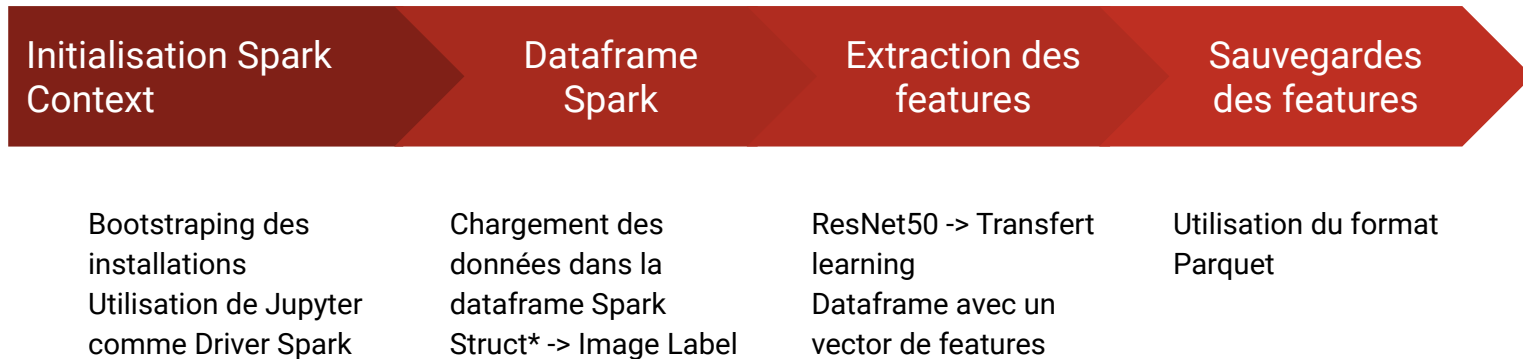 Initialisation Spark
Context
Dataframe
Spark
Extraction des
features
Sauvegardes
des features
Bootstraping des
installations
Utilisation de Jupyter
comme Driver Spark
Chargement des
données dans la
dataframe Spark
Struct* -> Image Label
ResNet50 -> Transfert
learning
Dataframe avec un
vector de features
Utilisation du format
Parquet